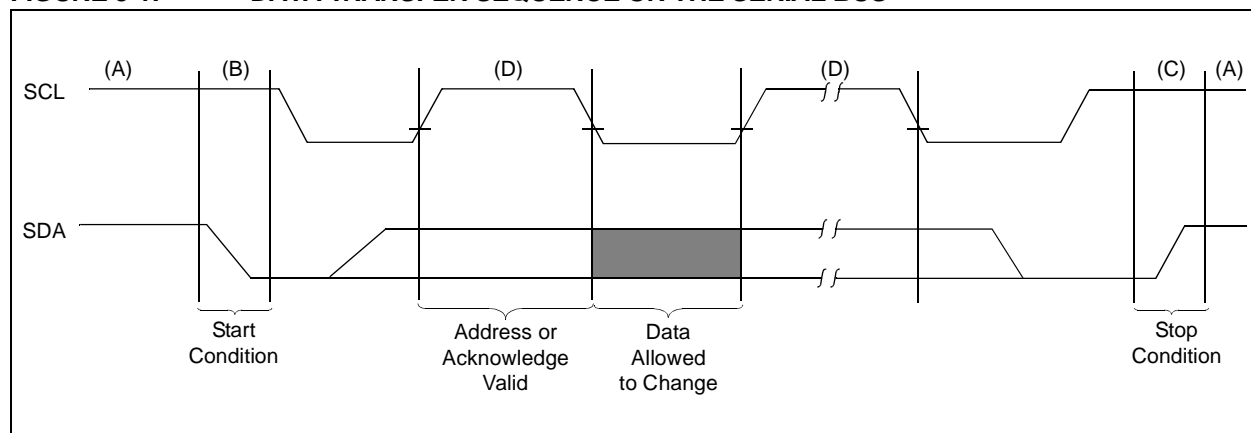 (A) (B) (D) (D) (C) (A)
SCL
SDA
Start
Condition
Address or
Acknowledge
Valid
Data
Allowed
to Change
Stop
Condition